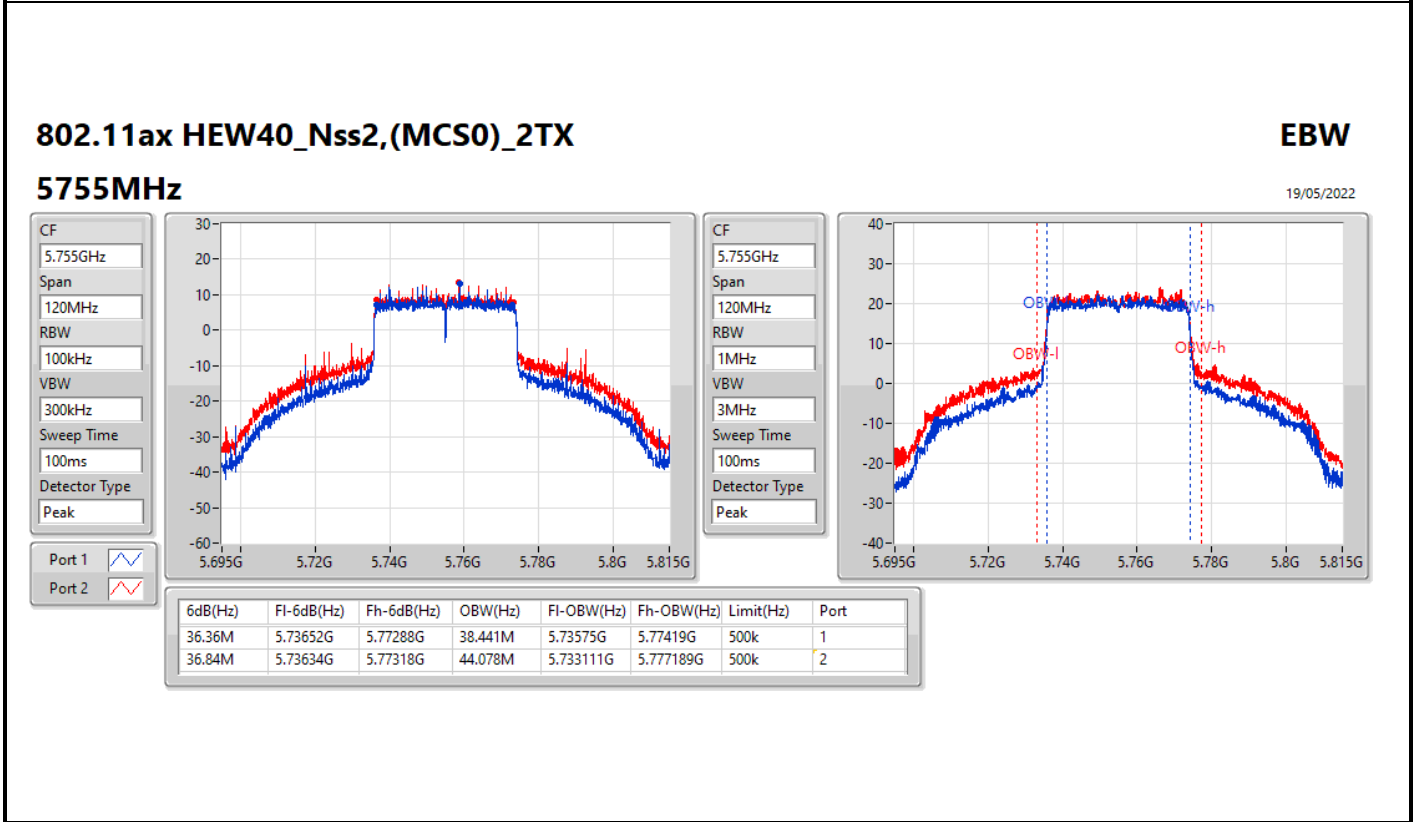 802.11ax HEW40_Nss2,(MCS0)_2TX
EBW
5755MHz
19/05/2022
CF
5.755GHz
Span
120MHz
RBW
100kHz
VBW
300kHz
Sweep Time
100ms
Detector Type
Peak
Port 1
Port 2
30
20
10
0
-10
-20
-30
-40
-50
-60
5.695G 5.72G 5.74G 5.76G 5.78G 5.8G 5.815G
CF
5.755GHz
Span
120MHz
RBW
1MHz
VBW
3MHz
Sweep Time
100ms
Detector Type
Peak
40
30
20
10
0
-10
-20
-30
-40
OBW-h
OBW-l
OBW-h
5.695G 5.72G 5.74G 5.76G 5.78G 5.8G 5.815G
6dB(Hz) Fl-6dB(Hz) Fh-6dB(Hz) OBW(Hz) Fl-OBW(Hz) Fh-OBW(Hz) Limit(Hz) Port
36.36M 5.73652G 5.77288G 38.441M 5.73575G 5.77419G 500k 1
36.84M 5.73634G 5.77318G 44.078M 5.733111G 5.777189G 500k 2